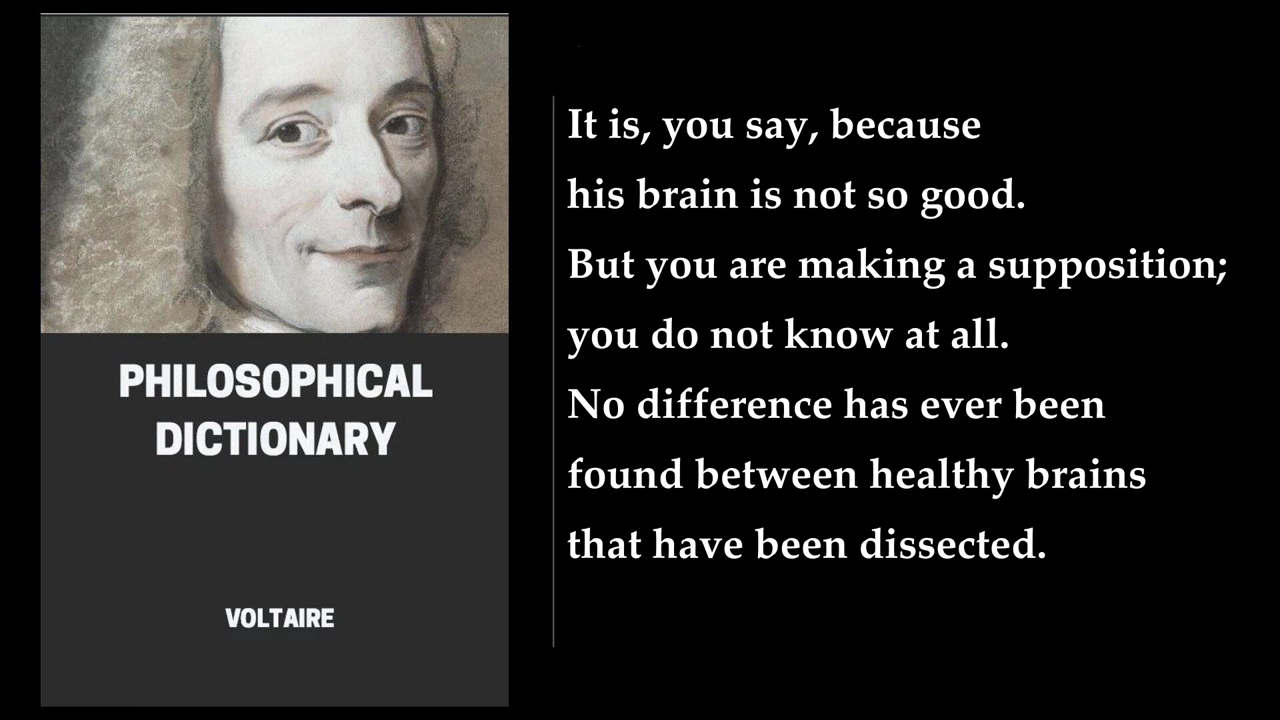 PHILOSOPHICAL
DICTIONARY
VOLTAIRE
It is, you say, because
his brain is not so good.
But you are making a supposition;
you do not know at all.
No difference has ever been
found between healthy brains
that have been dissected.